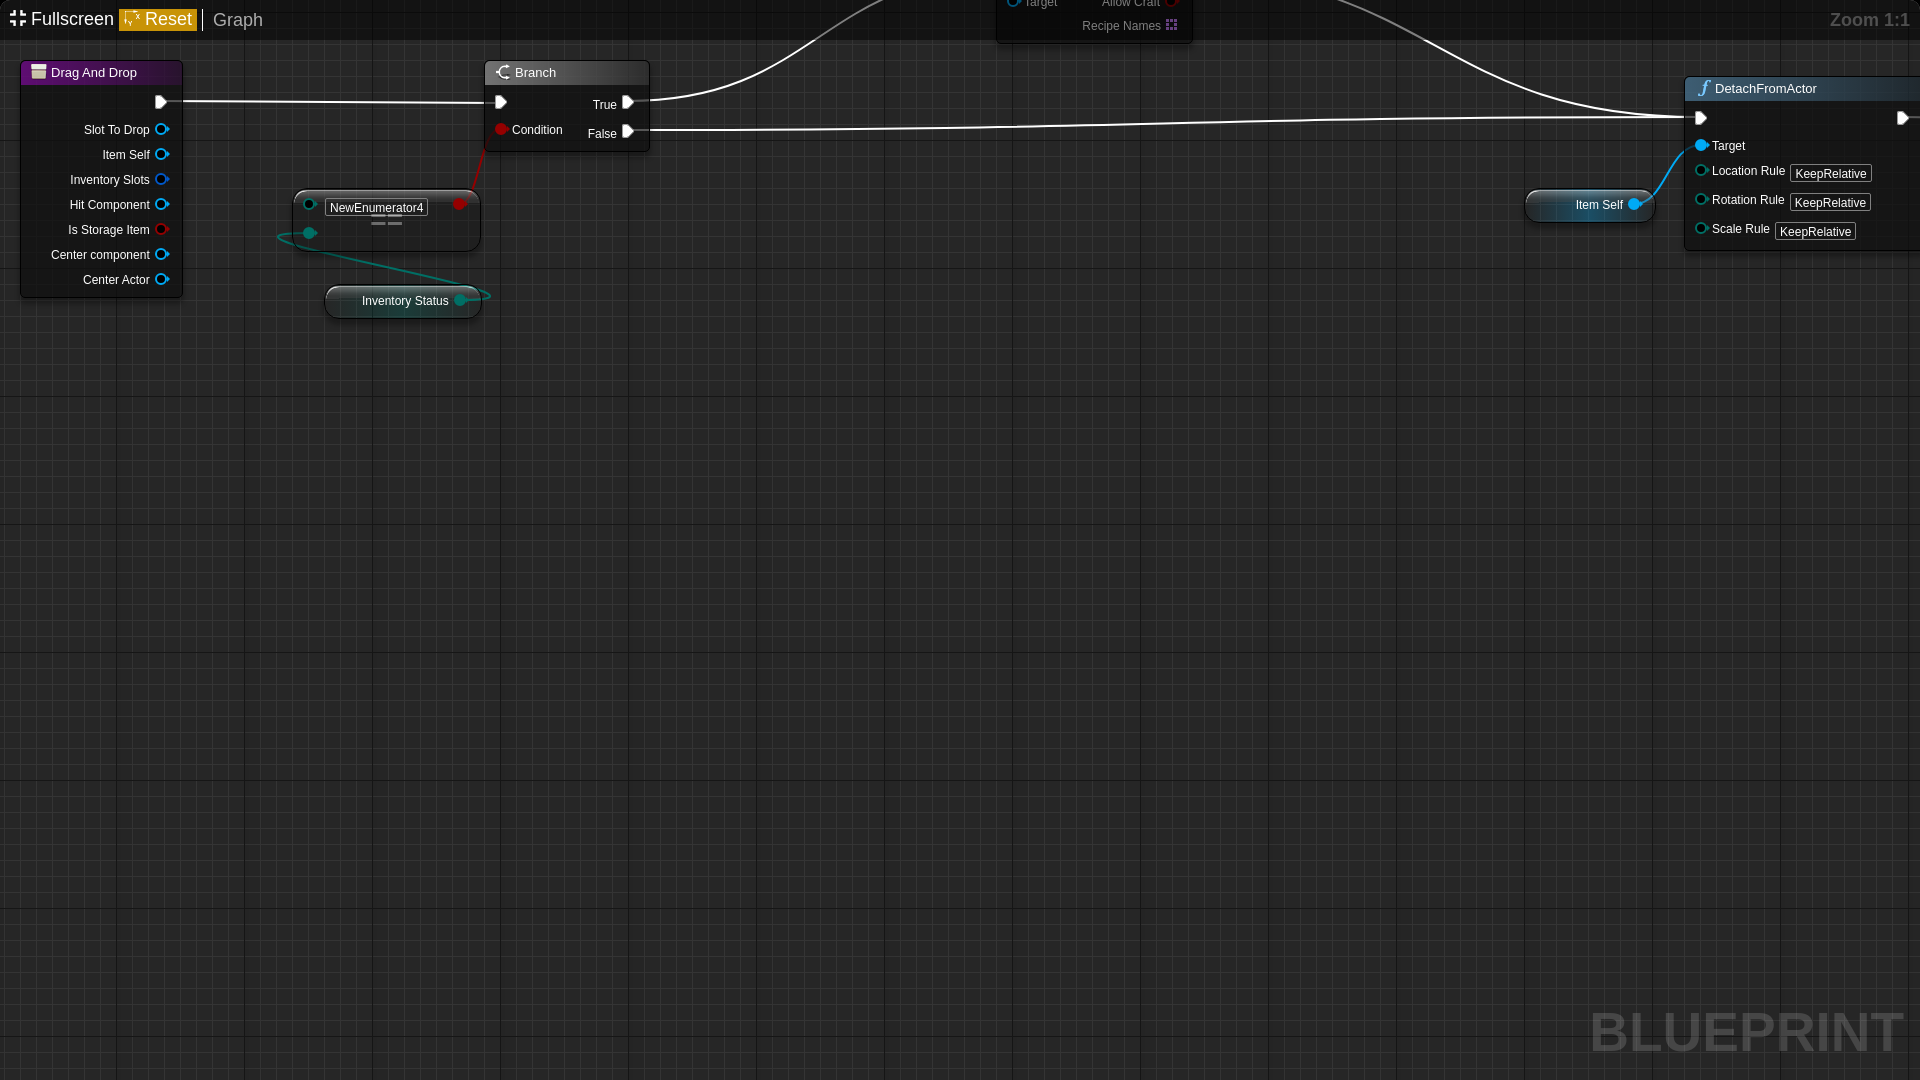 Fullscreen Reset Graph Zoom 1:1
Target Allow Craft
Recipe Names
Drag And Drop
Slot To Drop
Item Self
Inventory Slots
Hit Component
Is Storage Item
Center component
Center Actor
Branch
True
Condition
False
NewEnumerator4
Inventory Status
Item Self
DetachFromActor
Target
Location Rule KeepRelative
Rotation Rule KeepRelative
Scale Rule KeepRelative
BLUEPRINT